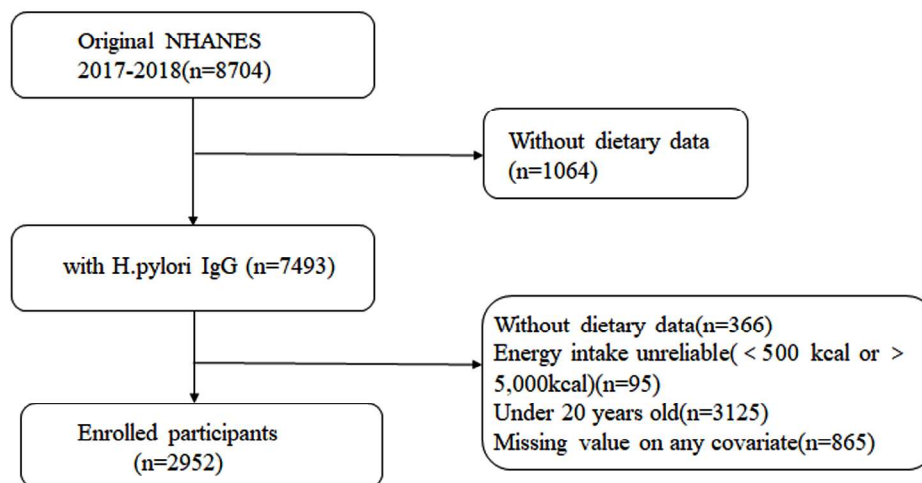 Original NHANES
2017-2018(n=8704)
Without dietary data
(n=1064)
with H.pylori IgG (n=7493)
Without dietary data(n=366)
Energy intake unreliable( < 500 kcal or >
5,000kcal)(n=95)
Under 20 years old(n=3125)
Missing value on any covariate(n=865)
Enrolled participants
(n=2952)